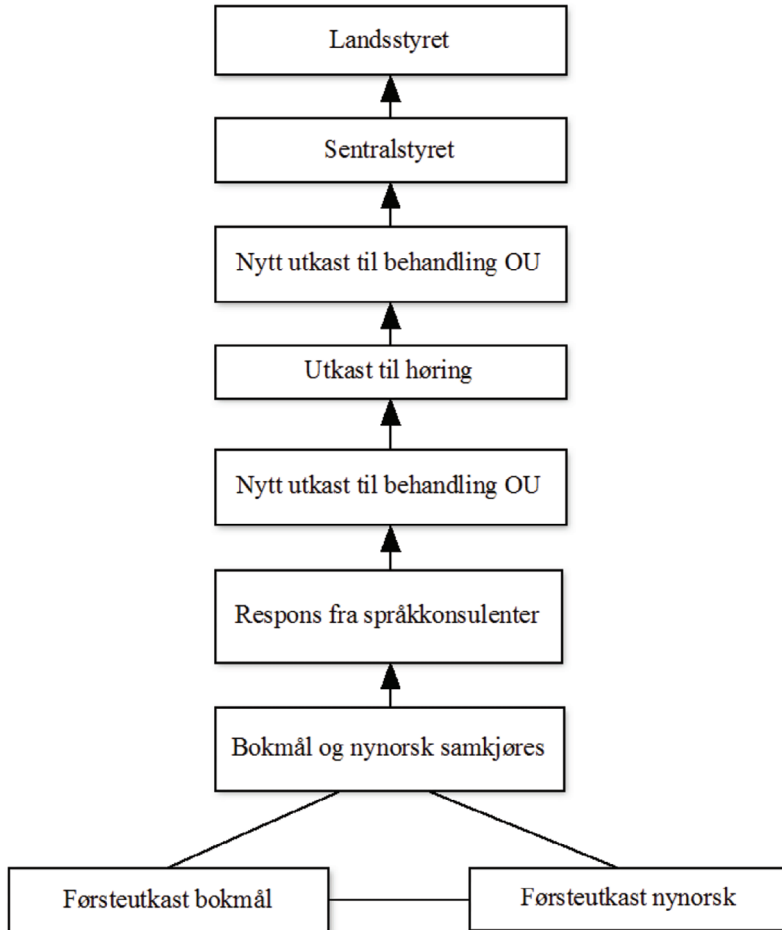 Landsstyret
Sentralstyret
Nytt utkast til behandling OU
Utkast til høring
Nytt utkast til behandling OU
Respons fra språkkonsulenter
Bokmål og nynorsk samkjøres
Førsteutkast bokmål
Førsteutkast nynorsk